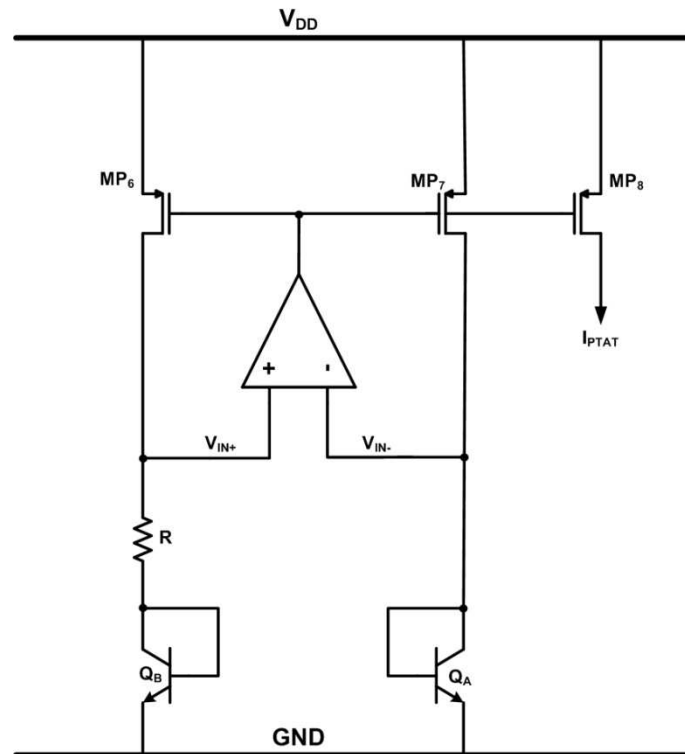 VDD
MP6
MP7
MP8
IPTAT
+
-
VIN+
VIN-
R
QB
QA
GND